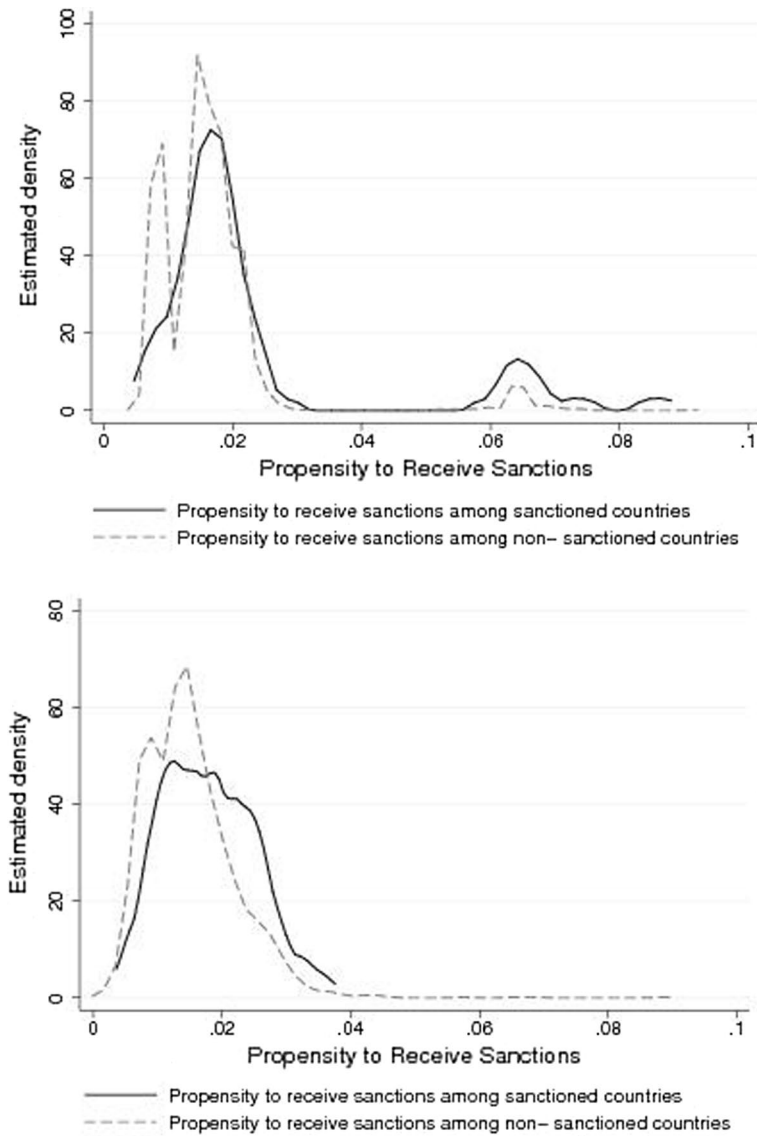 100
80
60
40
20
0
Estimated density
0 .02 .04 .06 .08 .1
Propensity to Receive Sanctions
Propensity to receive sanctions among sanctioned countries
Propensity to receive sanctions among non- sanctioned countries
80
60
40
20
0
Estimated density
0 .02 .04 .06 .08 .1
Propensity to Receive Sanctions
Propensity to receive sanctions among sanctioned countries
Propensity to receive sanctions among non- sanctioned countries